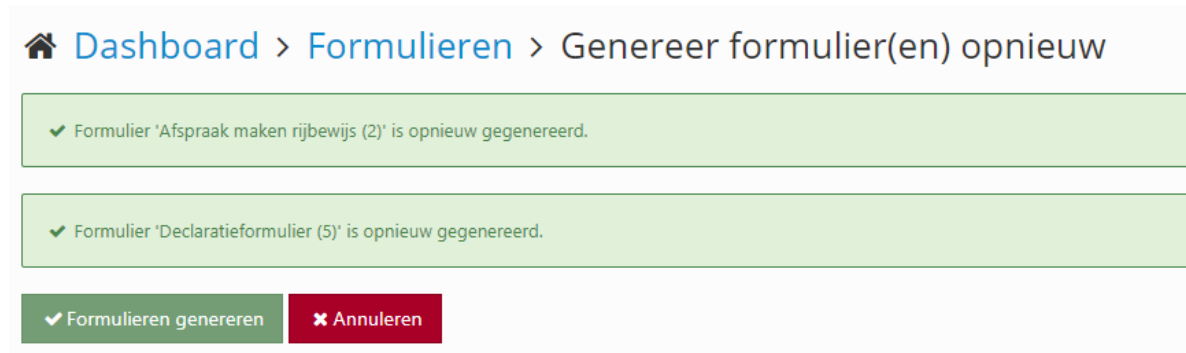 Dashboard > Formulieren > Genereer formulier(en) opnieuw
Formulier 'Afspraak maken rijbewijs (2)' is opnieuw gegenereerd.
Formulier 'Declaratieformulier (5)' is opnieuw gegenereerd.
Formulieren genereren Annuleren